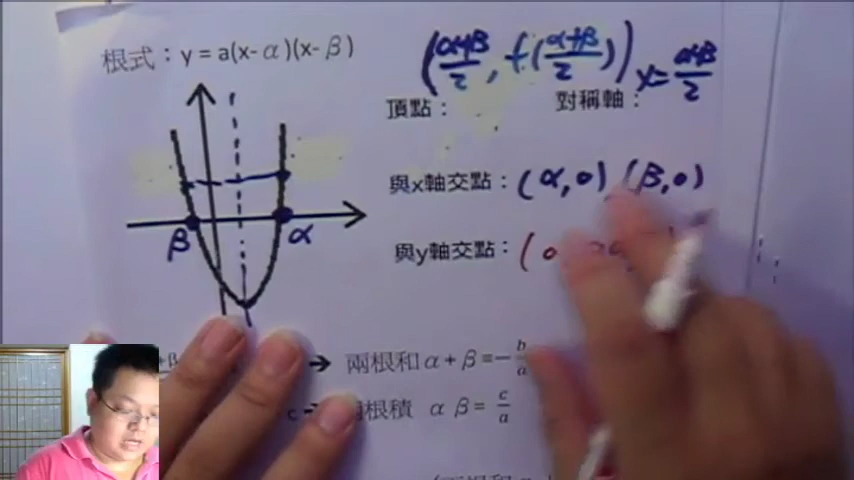 根式：y = a(x- α)(x- β)
(α+β/2, f(α+β/2))
x=α+β/2
頂點： 對稱軸：
與x軸交點：(α,0) (β,0)
β α
與y軸交點：(0
兩根和 α + β =- b/a
兩根積 α β = c/a